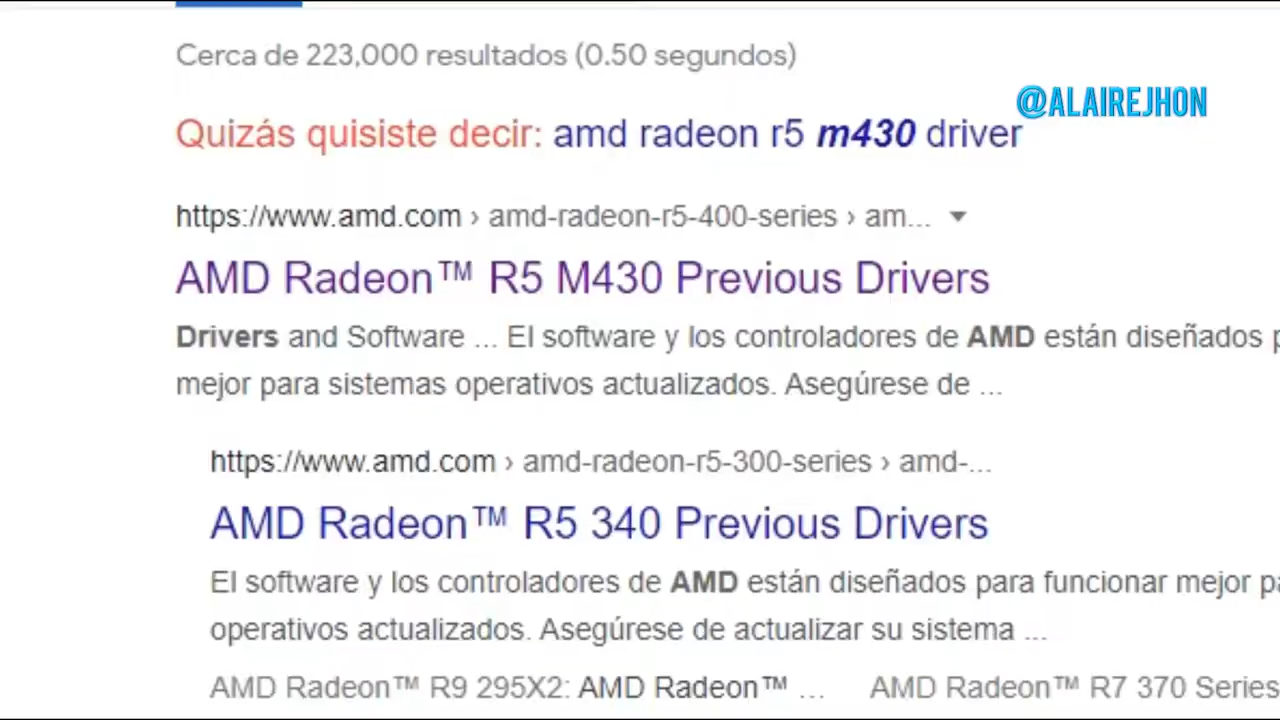 Cerca de 223,000 resultados (0.50 segundos)
@ALAIREJHON
Quizás quisiste decir: amd radeon r5 m430 driver
https://www.amd.com › amd-radeon-r5-400-series › am...
AMD Radeon™ R5 M430 Previous Drivers
Drivers and Software ... El software y los controladores de AMD están diseñados
mejor para sistemas operativos actualizados. Asegúrese de ...
https://www.amd.com › amd-radeon-r5-300-series › amd-...
AMD Radeon™ R5 340 Previous Drivers
El software y los controladores de AMD están diseñados para funcionar mejor
operativos actualizados. Asegúrese de actualizar su sistema ...
AMD Radeon™ R9 295X2: AMD Radeon™ ... AMD Radeon™ R7 370 Series